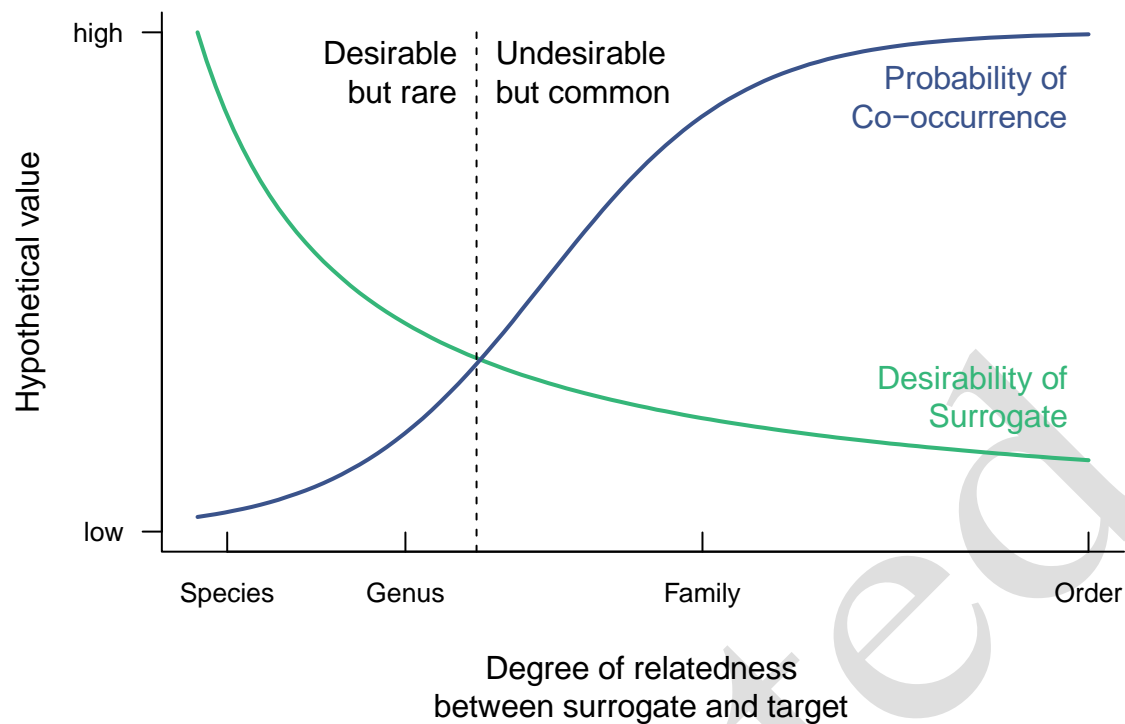 high
Desirable
but rare
Undesirable
but common
Probability of
Co−occurrence
Hypothetical value
Desirability of
Surrogate
low
Species
Genus
Family
Order
Degree of relatedness
between surrogate and target
ted